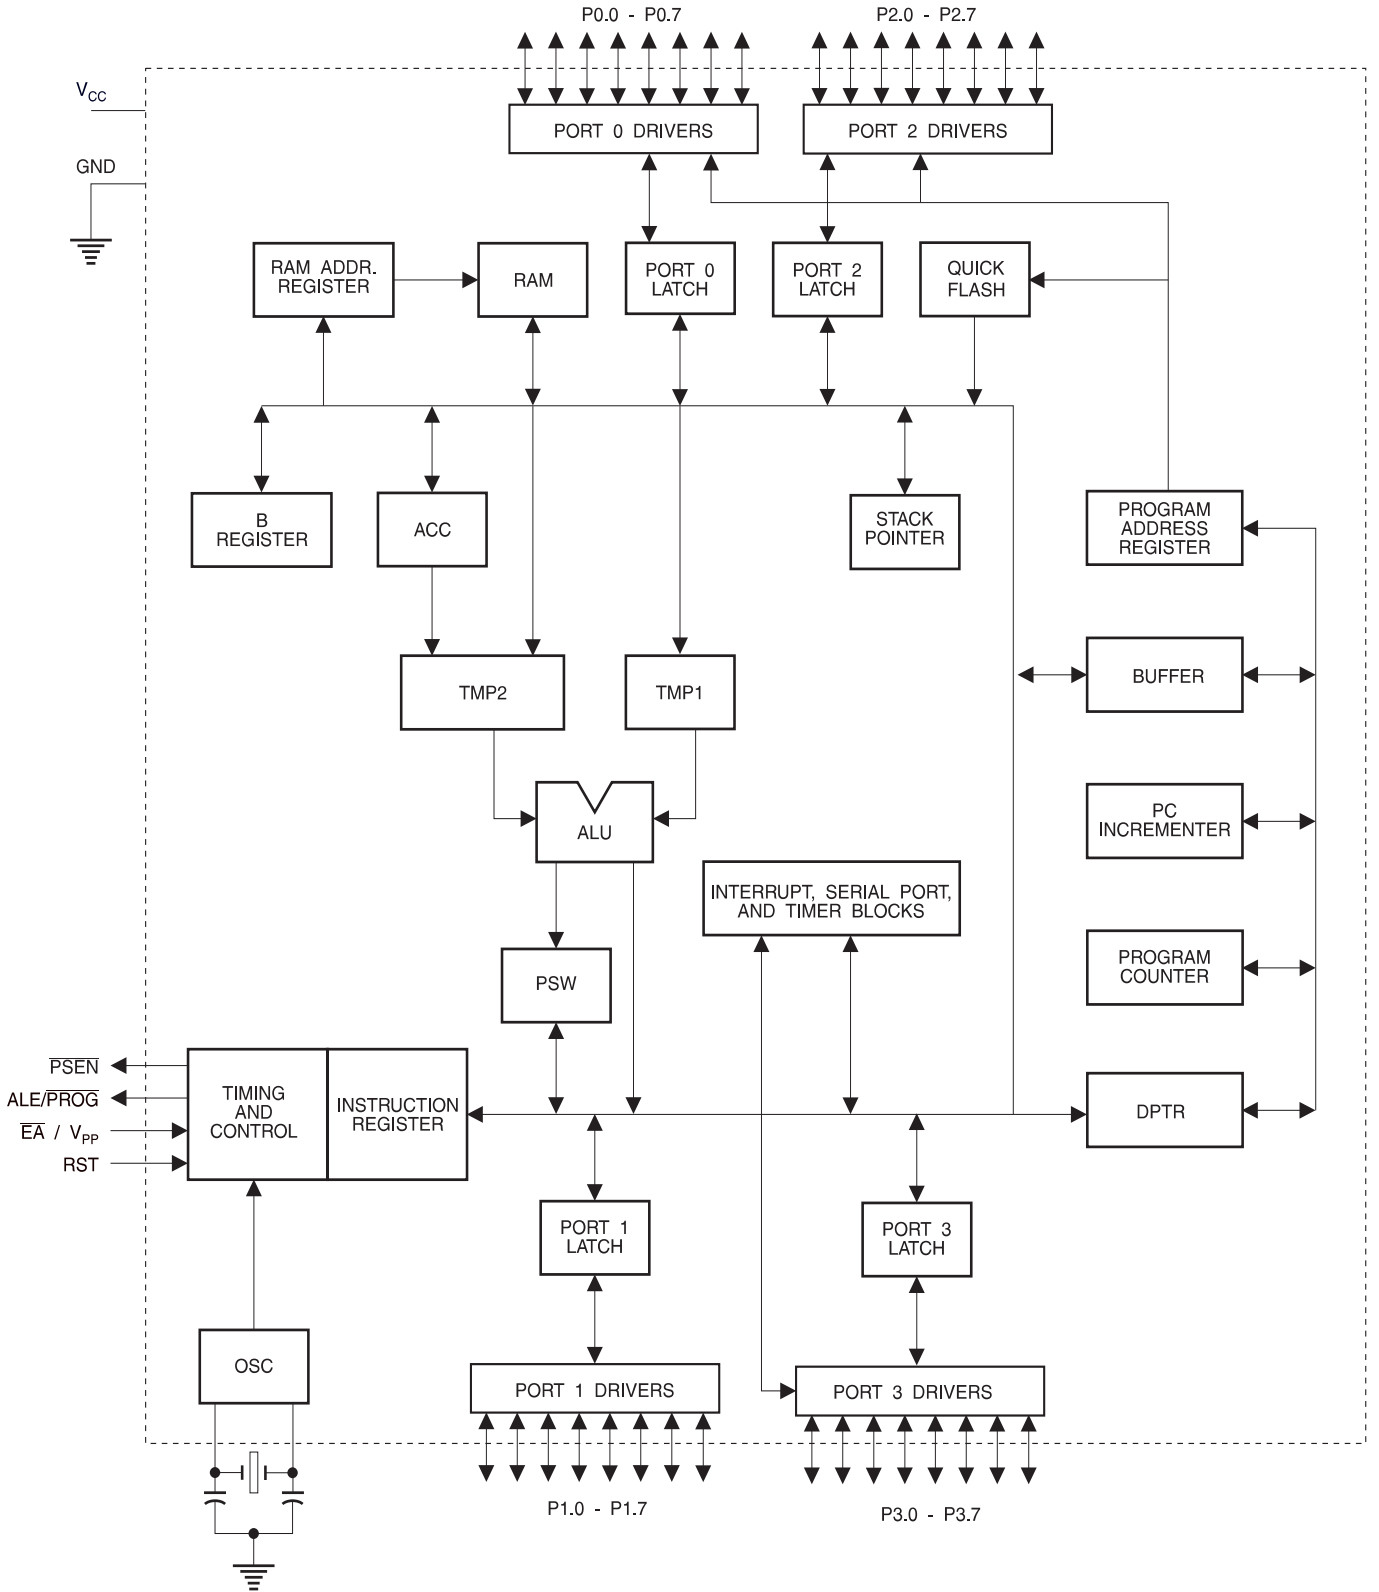 P0.0 - P0.7
P2.0 - P2.7
VCC
GND
PORT 0 DRIVERS
PORT 2 DRIVERS
RAM ADDR.
REGISTER
RAM
PORT 0
LATCH
PORT 2
LATCH
QUICK
FLASH
B
REGISTER
ACC
STACK
POINTER
PROGRAM
ADDRESS
REGISTER
TMP2
TMP1
BUFFER
ALU
PC
INCREMENTER
INTERRUPT, SERIAL PORT,
AND TIMER BLOCKS
PSW
PROGRAM
COUNTER
PSEN
ALE/PROG
EA / VPP
RST
TIMING
AND
CONTROL
INSTRUCTION
REGISTER
DPTR
PORT 1
LATCH
PORT 3
LATCH
OSC
PORT 1 DRIVERS
PORT 3 DRIVERS
P1.0 - P1.7
P3.0 - P3.7